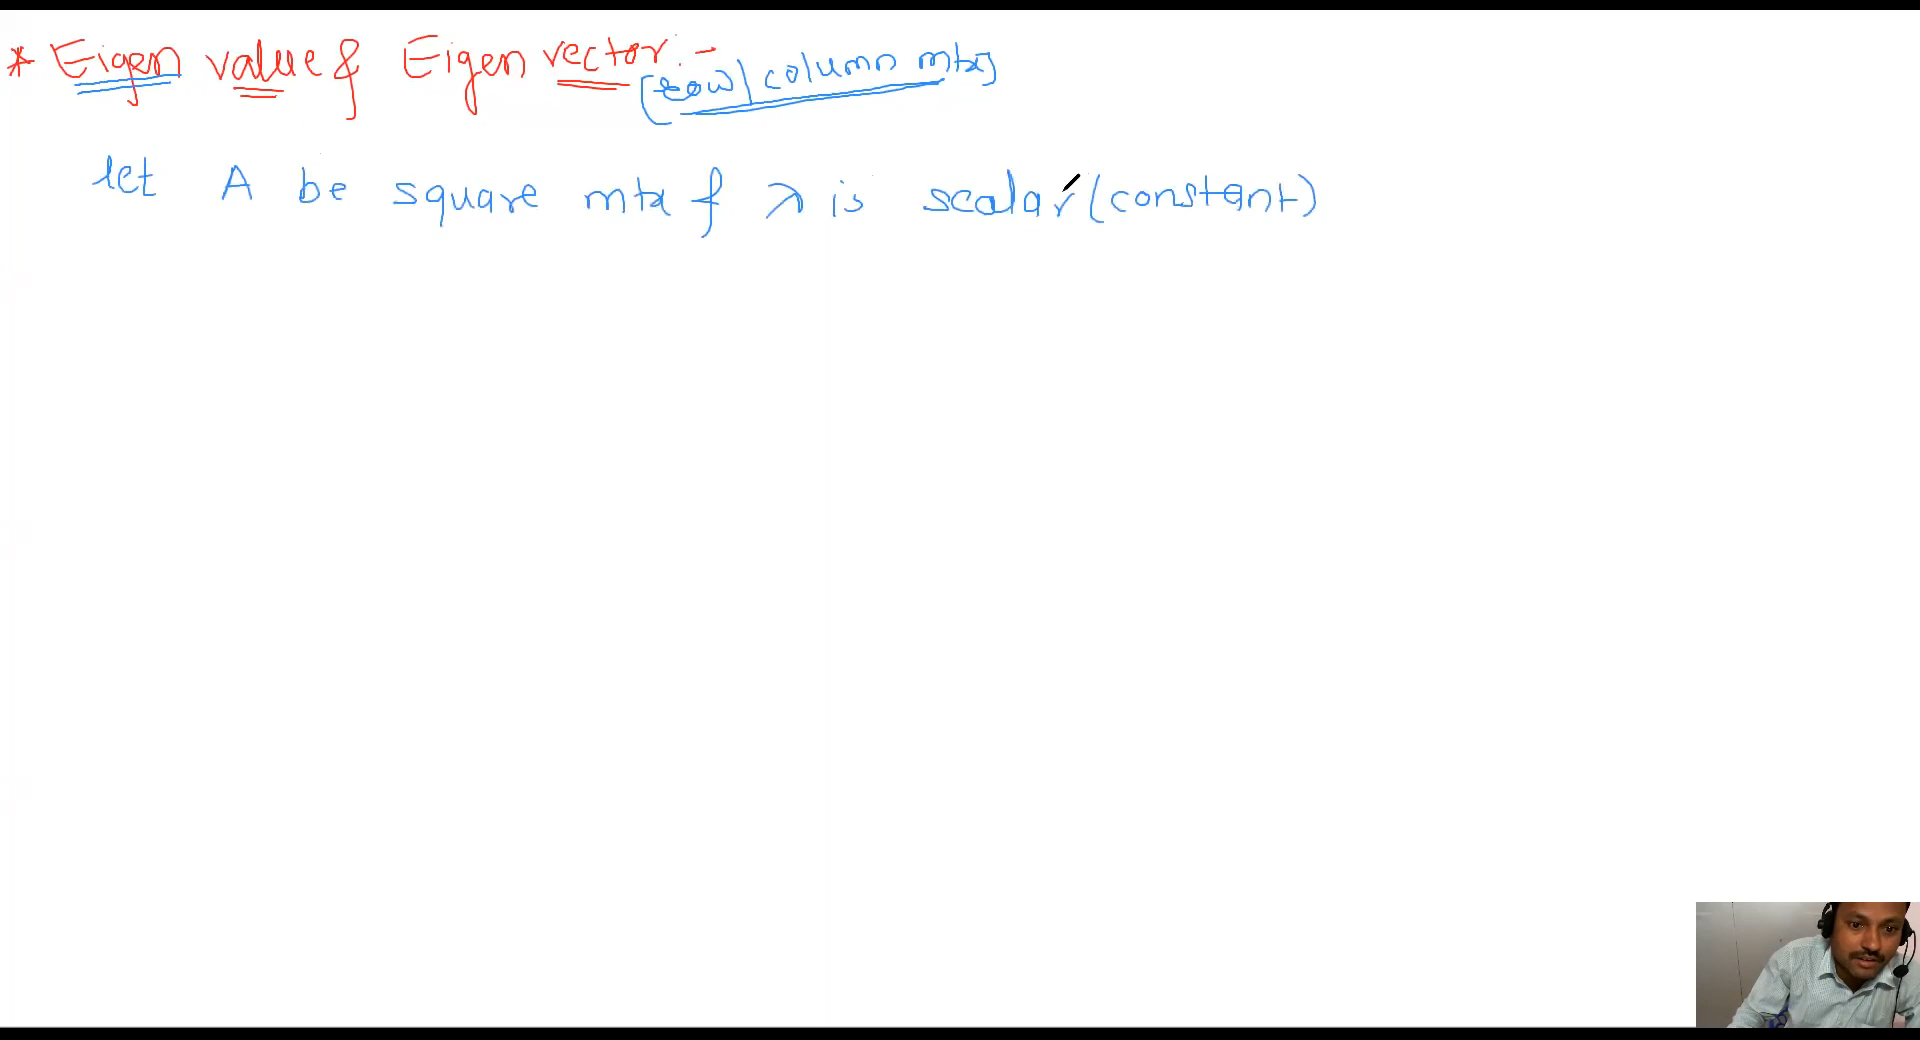 * Eigen value & Eigen vector :-
[row | column mtx]
let A be square mtx & λ is scalar (constant)